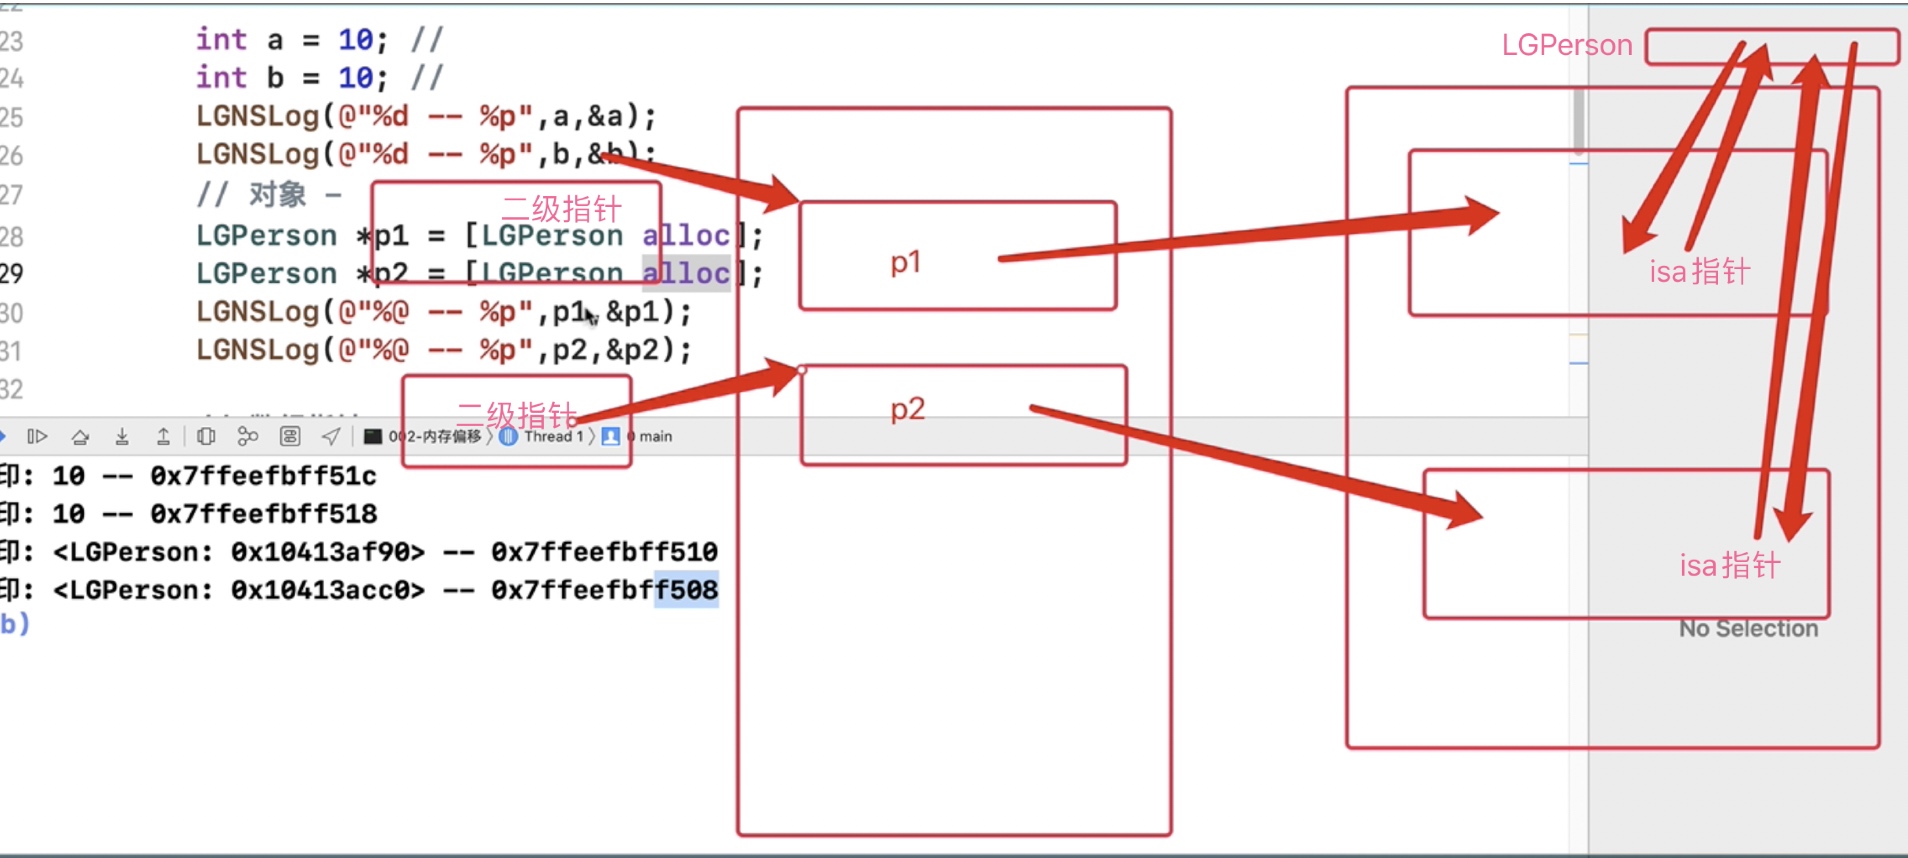 23 int a = 10; //
24 int b = 10; //
25 LGNSLog(@"%d -- %p",a,&a);
26 LGNSLog(@"%d -- %p",b,&b);
27 // 对象 -
二级指针
28 LGPerson *p1 = [LGPerson alloc];
29 LGPerson *p2 = [LGPerson alloc];
30 LGNSLog(@"%@ -- %p",p1,&p1);
31 LGNSLog(@"%@ -- %p",p2,&p2);
32
二级指针
002-内存偏移 〉 Thread 1 〉 0 main
印: 10 -- 0x7ffeefbff51c
印: 10 -- 0x7ffeefbff518
印: <LGPerson: 0x10413af90> -- 0x7ffeefbff510
印: <LGPerson: 0x10413acc0> -- 0x7ffeefbff508
b)
p1
p2
LGPerson
isa指针
isa指针
No Selection